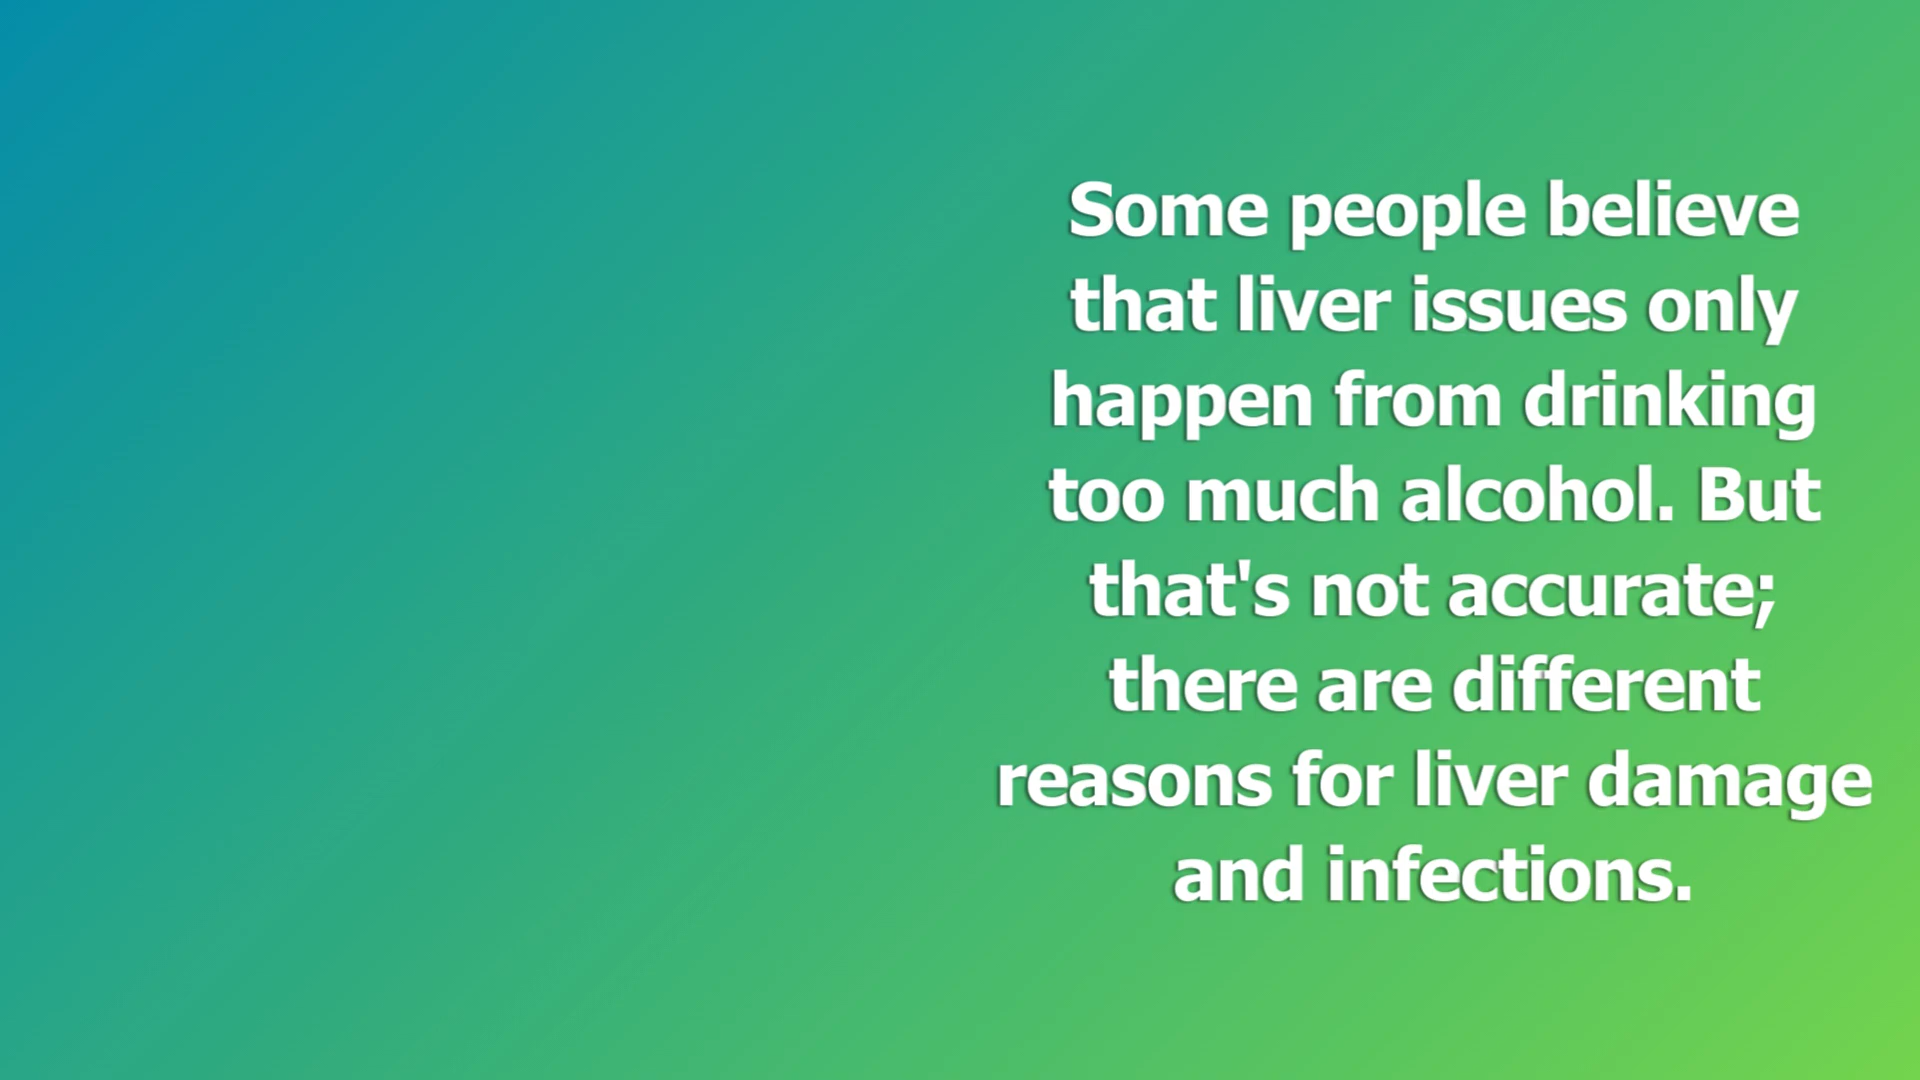 Some people believe
that liver issues only
happen from drinking
too much alcohol. But
that's not accurate;
there are different
reasons for liver damage
and infections.